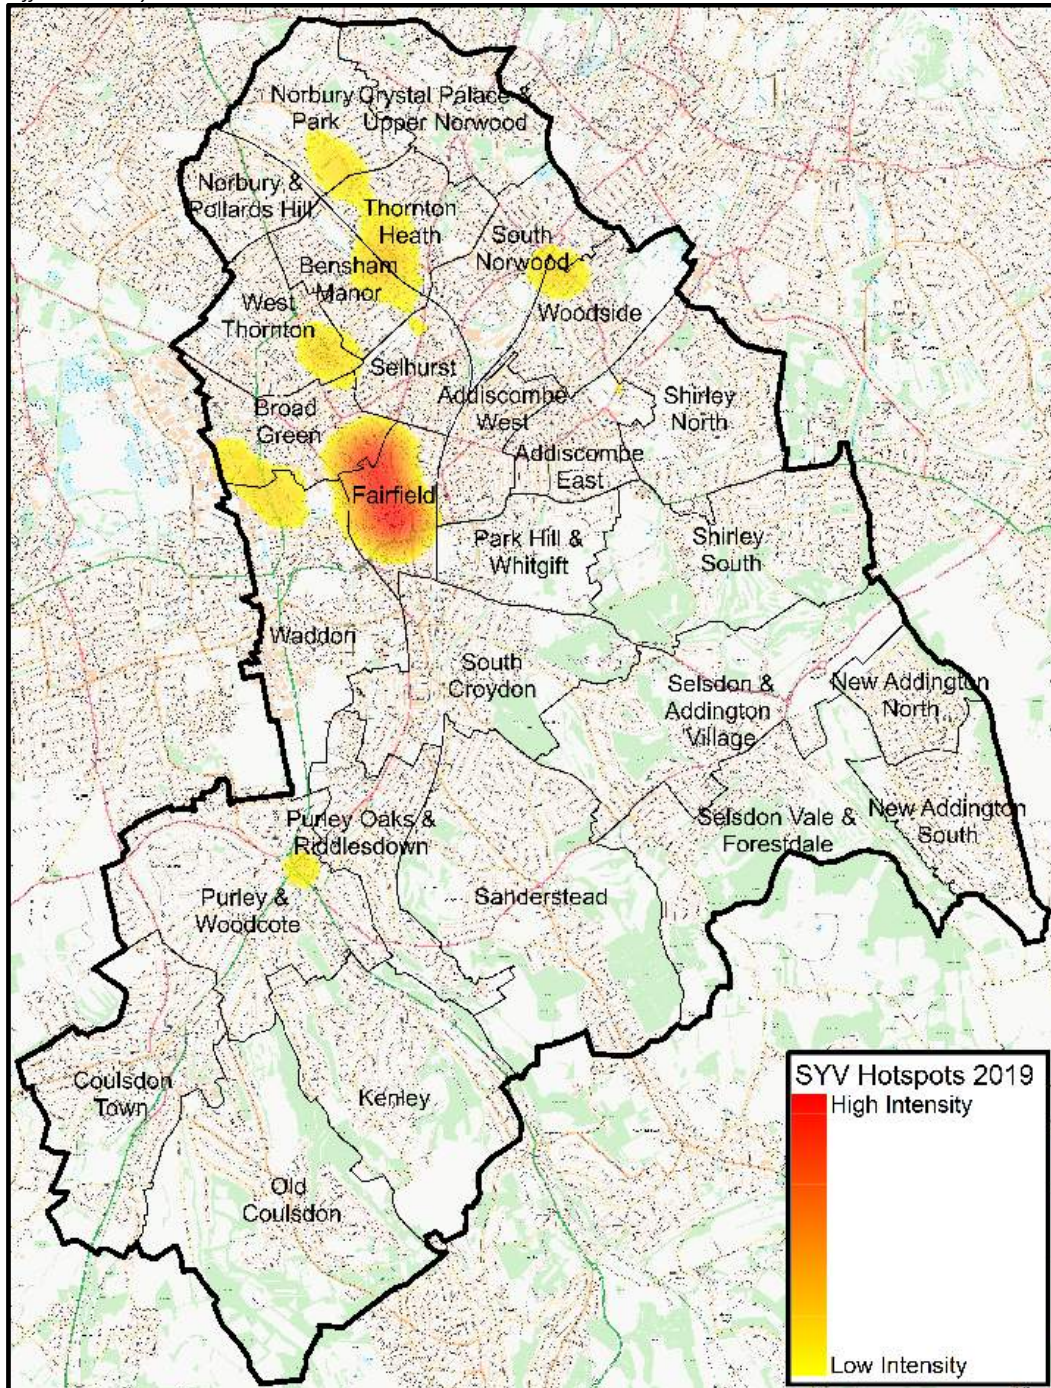 Norbury
Park
Crystal Palace &
Upper Norwood
Norbury &
Pollards Hill
Thornton
Heath
South
Norwood
Bensham
Manor
West
Thornton
Woodside
Selhurst
Addiscombe
West
Shirley
North
Broad
Green
Addiscombe
East
Fairfield
Park Hill &
Whitgift
Shirley
South
Waddon
South
Croydon
Selsdon &
Addington
Village
New Addington
North
Purley Oaks &
Riddlesdown
Selsdon Vale &
Forestdale
New Addington
South
Purley &
Woodcote
Sanderstead
Coulsdon
Town
Kenley
Old
Coulsdon
SYV Hotspots 2019
High Intensity
Low Intensity